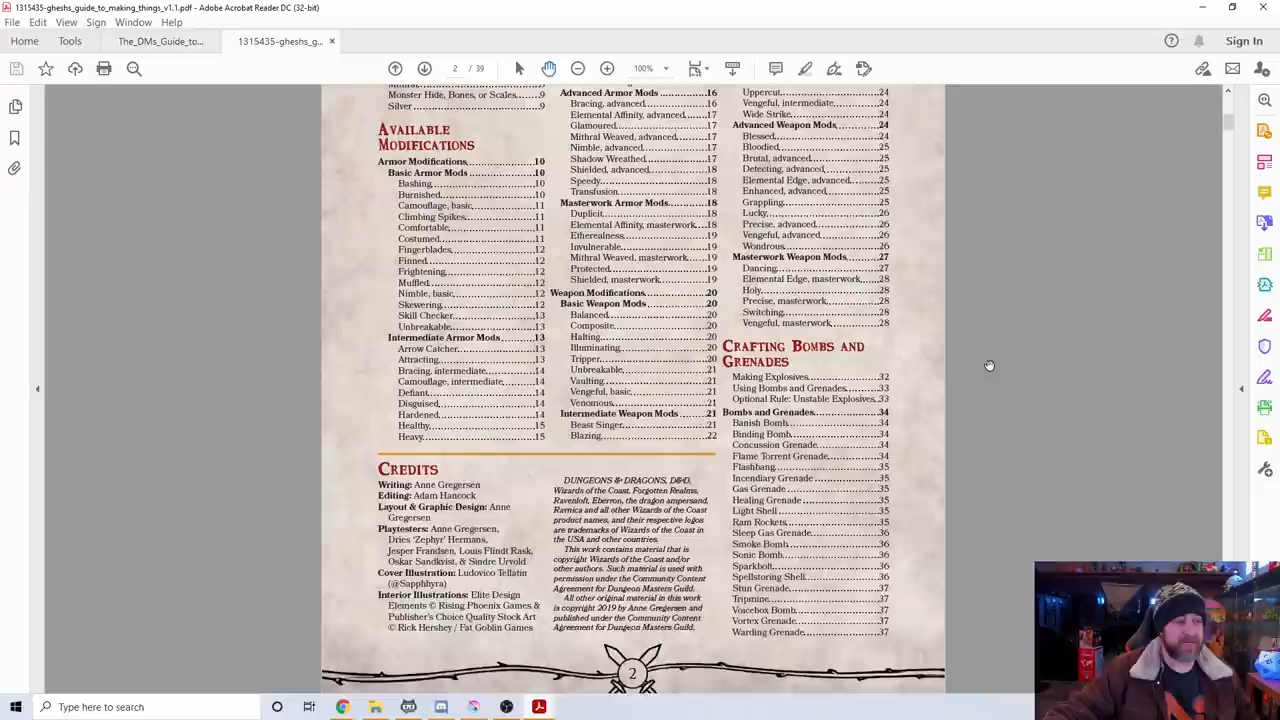 1315435-gheshs_guide_to_making_things_v1.1.pdf - Adobe Acrobat Reader DC (32-bit)
File Edit View Sign Window Help
Home Tools The_DMs_Guide_to... 1315435-gheshs_g... ×
Sign In
2 / 39 100%
Monster Hide, Bones, or Scales...9
Silver...9
AVAILABLE
MODIFICATIONS
Armor Modifications...10
Basic Armor Mods...10
Bashing...10
Burnished...10
Camouflage, basic...11
Climbing Spikes...11
Comfortable...11
Costumed...11
Fingerblades...12
Finned...12
Frightening...12
Muffled...12
Nimble, basic...12
Skewering...12
Skill Checker...13
Unbreakable...13
Intermediate Armor Mods...13
Arrow Catcher...13
Attracting...13
Bracing, intermediate...14
Camouflage, intermediate...14
Defiant...14
Disguised...14
Hardened...14
Healthy...15
Heavy...15
Advanced Armor Mods...16
Bracing, advanced...16
Elemental Affinity, advanced...17
Glamoured...17
Mithral Weaved, advanced...17
Nimble, advanced...17
Shadow Wreathed...17
Shielded, advanced...18
Speedy...18
Transfusion...18
Masterwork Armor Mods...18
Duplicit...18
Elemental Affinity, masterwork...18
Etherealness...19
Invulnerable...19
Mithral Weaved, masterwork...19
Protected...19
Shielded, masterwork...19
Weapon Modifications...20
Basic Weapon Mods...20
Balanced...20
Composite...20
Halting...20
Illuminating...20
Tripper...20
Unbreakable...21
Vaulting...21
Vengeful, basic...21
Venomous...21
Intermediate Weapon Mods...21
Beast Singer...21
Blazing...22
Uppercut...24
Vengeful, intermediate...24
Wide Strike...24
Advanced Weapon Mods...24
Blessed...24
Bloodied...25
Brutal, advanced...25
Detecting, advanced...25
Elemental Edge, advanced...25
Enhanced, advanced...25
Grappling...25
Lucky...26
Precise, advanced...26
Vengeful, advanced...26
Wondrous...26
Masterwork Weapon Mods...27
Dancing...27
Elemental Edge, masterwork...28
Holy...28
Precise, masterwork...28
Switching...28
Vengeful, masterwork...28
CRAFTING BOMBS AND
GRENADES
Making Explosives...32
Using Bombs and Grenades...33
Optional Rule: Unstable Explosives...33
Bombs and Grenades...34
Banish Bomb...34
Binding Bomb...34
Concussion Grenade...34
Flame Torrent Grenade...34
Flashbang...35
Incendiary Grenade...35
Gas Grenade...35
Healing Grenade...35
Light Shell...35
Ram Rockets...35
Sleep Gas Grenade...36
Smoke Bomb...36
Sonic Bomb...36
Sparkbolt...36
Spellstoring Shell...36
Stun Grenade...37
Tripmine...37
Voicebox Bomb...37
Vortex Grenade...37
Warding Grenade...37
CREDITS
Writing: Anne Gregersen
Editing: Adam Hancock
Layout & Graphic Design: Anne
Gregersen
Playtesters: Anne Gregersen,
Dries 'Zephyr' Hermans,
Jesper Frandsen, Louis Flindt Rask,
Oskar Sandkvist, & Sindre Urvold
Cover Illustration: Ludovico Tellatin
(@Sapphhyra)
Interior Illustrations: Elite Design
Elements © Rising Phoenix Games &
Publisher's Choice Quality Stock Art
© Rick Hershey / Fat Goblin Games
DUNGEONS & DRAGONS, D&D,
Wizards of the Coast, Forgotten Realms,
Ravenloft, Eberron, the dragon ampersand,
Ravnica and all other Wizards of the Coast
product names, and their respective logos
are trademarks of Wizards of the Coast in
the USA and other countries.
This work contains material that is
copyright Wizards of the Coast and/or
other authors. Such material is used with
permission under the Community Content
Agreement for Dungeon Masters Guild.
All other original material in this work
is copyright 2019 by Anne Gregersen and
published under the Community Content
Agreement for Dungeon Masters Guild.
2
Type here to search